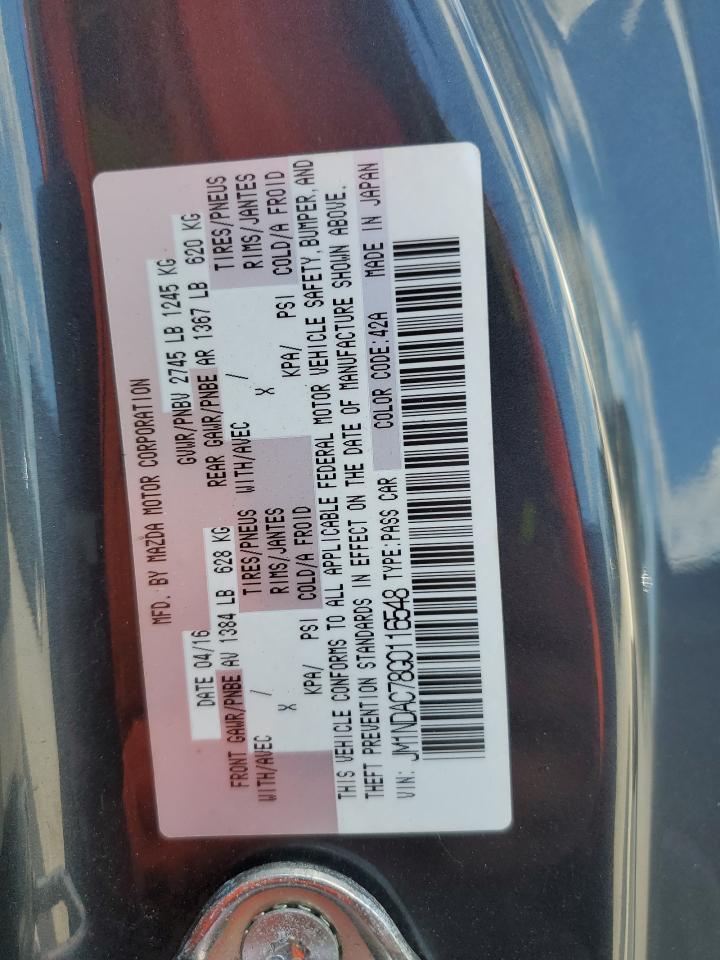 MFD. BY MAZDA MOTOR CORPORATION
DATE 04/16 GVWR/PNBV 2745 LB 1245 KG
FRONT GAWR/PNBE AV 1384 LB 628 KG REAR GAWR/PNBE AR 1367 LB 620 KG
WITH/AVEC / TIRES/PNEUS WITH/AVEC / TIRES/PNEUS
X RIMS/JANTES X RIMS/JANTES
KPA/ PSI COLD/A FROID KPA/ PSI COLD/A FROID
THIS VEHICLE CONFORMS TO ALL APPLICABLE FEDERAL MOTOR VEHICLE SAFETY, BUMPER, AND
THEFT PREVENTION STANDARDS IN EFFECT ON THE DATE OF MANUFACTURE SHOWN ABOVE.
VIN: JM1NDAC78G0116548 TYPE:PASS CAR COLOR CODE:42A MADE IN JAPAN